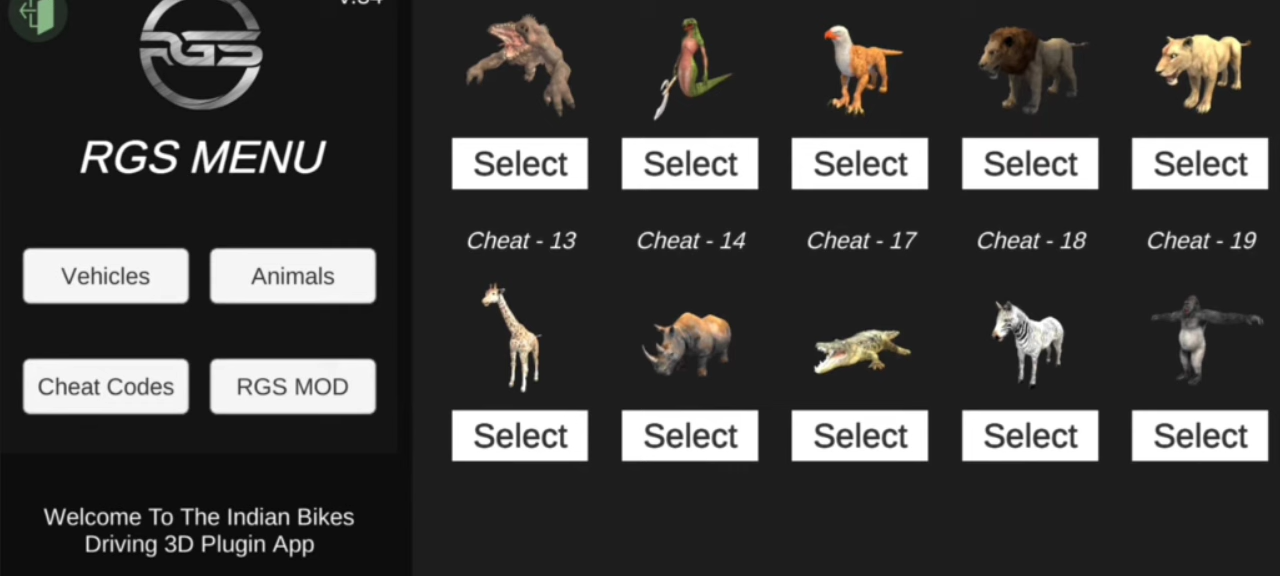 RGS
RGS MENU
Vehicles
Animals
Cheat Codes
RGS MOD
Welcome To The Indian Bikes
Driving 3D Plugin App
Select
Select
Select
Select
Select
Cheat - 13
Cheat - 14
Cheat - 17
Cheat - 18
Cheat - 19
Select
Select
Select
Select
Select